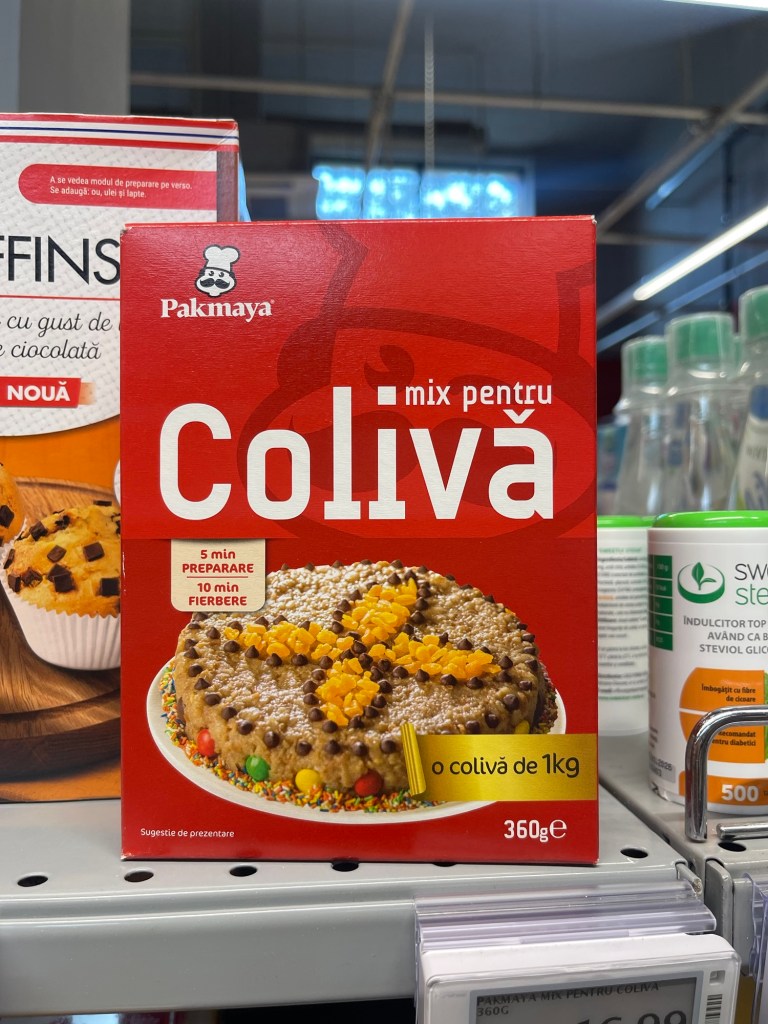 A se vedea modul de preparare pe verso.
Se adaugă: ou, ulei și lapte.
FFINS
cu gust de
ciocolată
NOUĂ
Pakmaya
mix pentru
Colivă
5 min
PREPARARE
10 min
FIERBERE
o colivă de 1kg
Sugestie de prezentare
360g℮
ÎNDULCITOR TOP
AVÂND CA B
STEVIOL GLIC
Îmbogățit cu fibre
de cicoare
recomandat
pentru diabetici
500
PAKMAYA MIX PENTRU COLIVA
360G